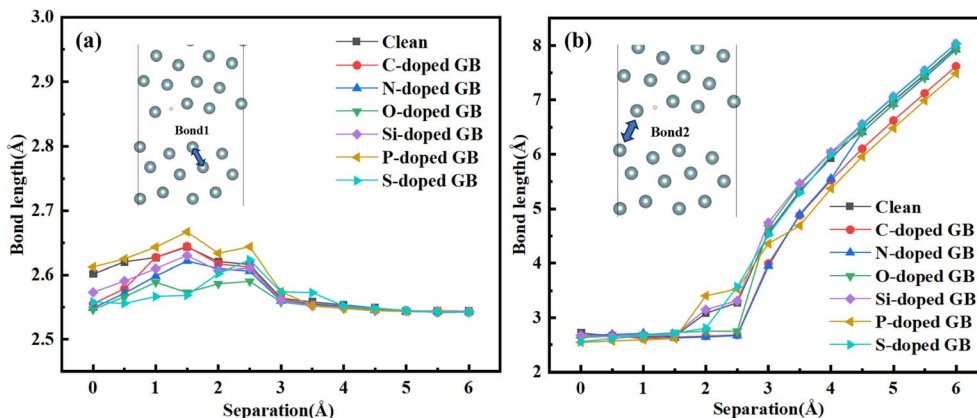 (a)
Clean
C-doped GB
N-doped GB
O-doped GB
Si-doped GB
P-doped GB
S-doped GB
Bond1
Bond length(Å)
3.0
2.9
2.8
2.7
2.6
2.5
0 1 2 3 4 5 6
Separation(Å)
(b)
Bond2
Clean
C-doped GB
N-doped GB
O-doped GB
Si-doped GB
P-doped GB
S-doped GB
Bond length(Å)
8
7
6
5
4
3
2
0 1 2 3 4 5 6
Separation(Å)